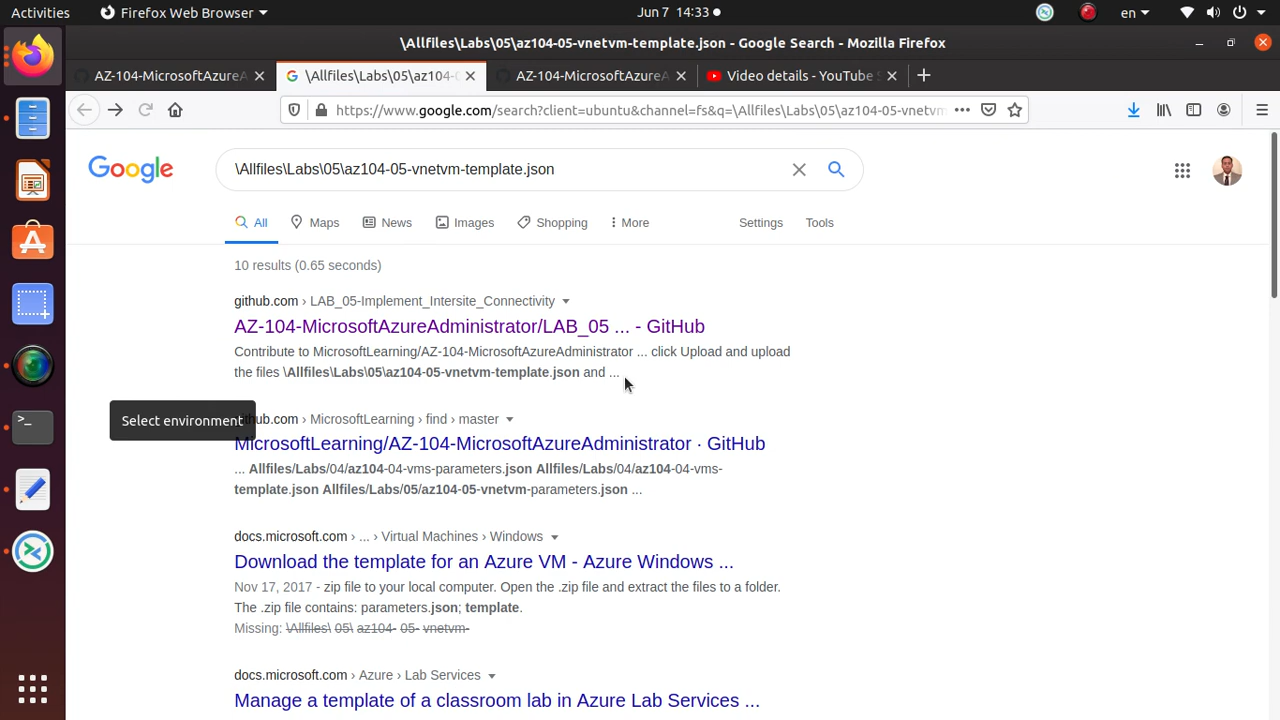 Activities Firefox Web Browser Jun 7 14:33 en
\Allfiles\Labs\05\az104-05-vnetvm-template.json - Google Search - Mozilla Firefox
AZ-104-MicrosoftAzureA \Allfiles\Labs\05\az104- AZ-104-MicrosoftAzureA Video details - YouTube S
https://www.google.com/search?client=ubuntu&channel=fs&q=\Allfiles\Labs\05\az104-05-vnetvm
Google \Allfiles\Labs\05\az104-05-vnetvm-template.json
All Maps News Images Shopping More Settings Tools
10 results (0.65 seconds)
github.com › LAB_05-Implement_Intersite_Connectivity
AZ-104-MicrosoftAzureAdministrator/LAB_05 ... - GitHub
Contribute to MicrosoftLearning/AZ-104-MicrosoftAzureAdministrator ... click Upload and upload
the files \Allfiles\Labs\05\az104-05-vnetvm-template.json and ...
Select environment
hub.com › MicrosoftLearning › find › master
MicrosoftLearning/AZ-104-MicrosoftAzureAdministrator · GitHub
... Allfiles/Labs/04/az104-04-vms-parameters.json Allfiles/Labs/04/az104-04-vms-
template.json Allfiles/Labs/05/az104-05-vnetvm-parameters.json ...
docs.microsoft.com › ... › Virtual Machines › Windows
Download the template for an Azure VM - Azure Windows ...
Nov 17, 2017 - zip file to your local computer. Open the .zip file and extract the files to a folder.
The .zip file contains: parameters.json; template.
Missing: \Allfiles\ 05\ az104- 05- vnetvm-
docs.microsoft.com › Azure › Lab Services
Manage a template of a classroom lab in Azure Lab Services ...